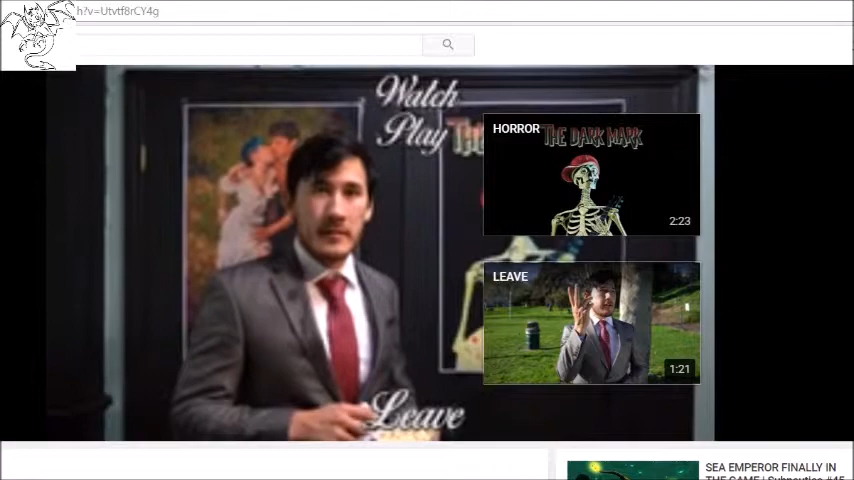 h?v=Utvtf8rCY4g
Watch
Play
THE
HORROR
THE DARK MARK
2:23
LEAVE
1:21
Leave
SEA EMPEROR FINALLY IN
THE GAME | Subnautica #45